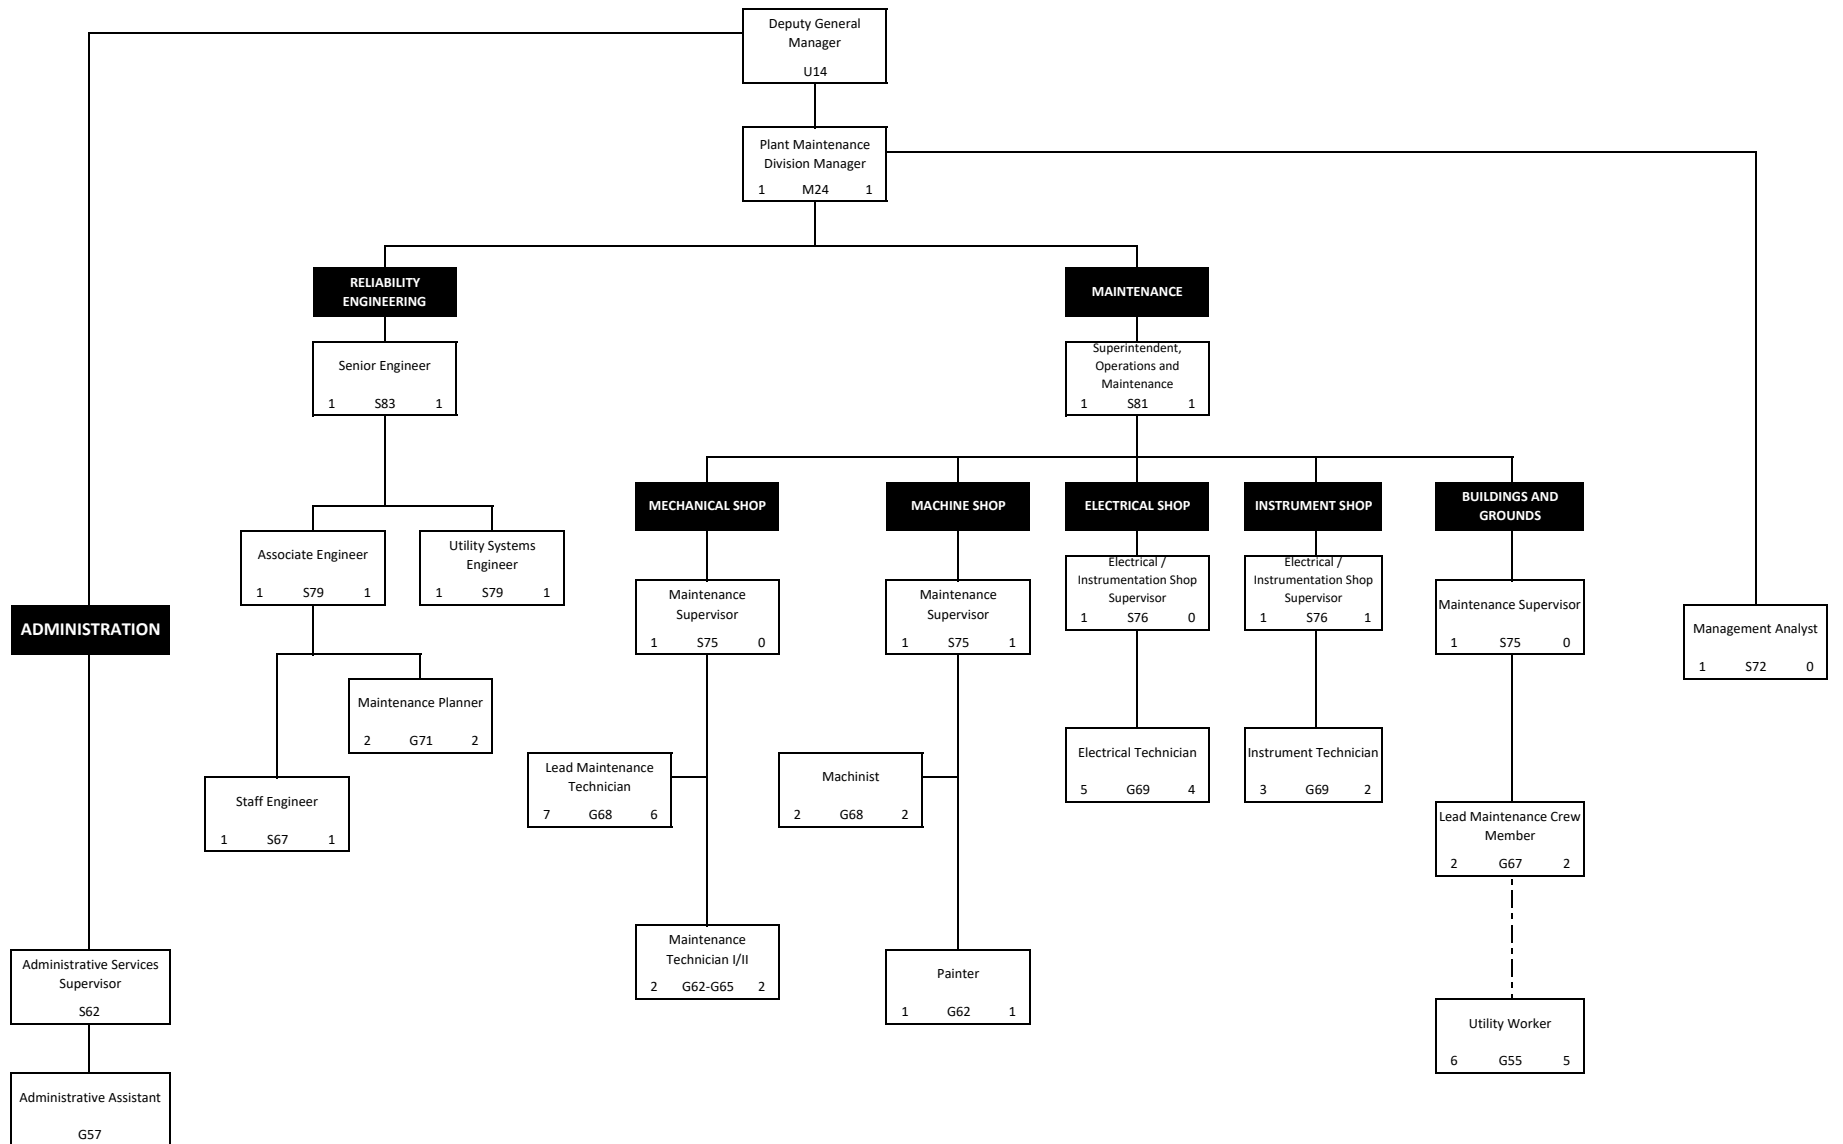 Deputy General
Manager
U14
Plant Maintenance
Division Manager
1 M24 1
RELIABILITY
ENGINEERING
MAINTENANCE
Senior Engineer
1 S83 1
Superintendent,
Operations and
Maintenance
1 S81 1
MECHANICAL SHOP
MACHINE SHOP
ELECTRICAL SHOP
INSTRUMENT SHOP
BUILDINGS AND
GROUNDS
Associate Engineer
1 S79 1
Utility Systems
Engineer
1 S79 1
Maintenance
Supervisor
1 S75 0
Maintenance
Supervisor
1 S75 1
Electrical /
Instrumentation Shop
Supervisor
1 S76 0
Electrical /
Instrumentation Shop
Supervisor
1 S76 1
Maintenance Supervisor
1 S75 0
ADMINISTRATION
Management Analyst
1 S72 0
Maintenance Planner
2 G71 2
Staff Engineer
1 S67 1
Lead Maintenance
Technician
7 G68 6
Machinist
2 G68 2
Electrical Technician
5 G69 4
Instrument Technician
3 G69 2
Lead Maintenance Crew
Member
2 G67 2
Administrative Services
Supervisor
S62
Maintenance
Technician I/II
2 G62-G65 2
Painter
1 G62 1
Utility Worker
6 G55 5
Administrative Assistant
G57